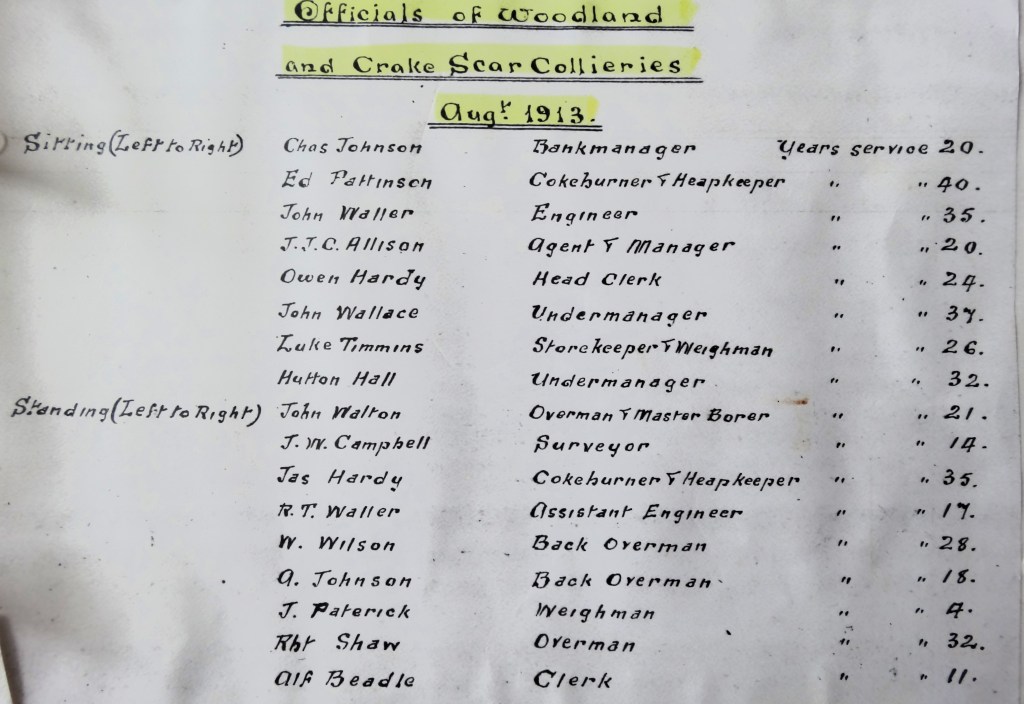 Officials of Woodland
and Crake Scar Collieries
Augt 1913.
Sitting (Left to Right) Chas Johnson Bankmanager Years service 20.
Ed Pattinson Cokeburner & Heapkeeper " " 40.
John Waller Engineer " " 35.
J.J.C. Allison Agent & Manager " " 20.
Owen Hardy Head Clerk " " 24.
John Wallace Undermanager " " 37.
Luke Timmins Storekeeper & Weighman " " 26.
Hutton Hall Undermanager " " 32.
Standing (Left to Right) John Walton Overman & Master Borer " " 21.
J. W. Campbell Surveyor " " 14.
Jas Hardy Cokeburner & Heapkeeper " " 35.
R. T. Waller Assistant Engineer " " 17.
W. Wilson Back Overman " " 28.
A. Johnson Back Overman " " 18.
J. Paterick Weighman " " 4.
Rbt Shaw Overman " " 32.
Alf Beadle Clerk " " 11.